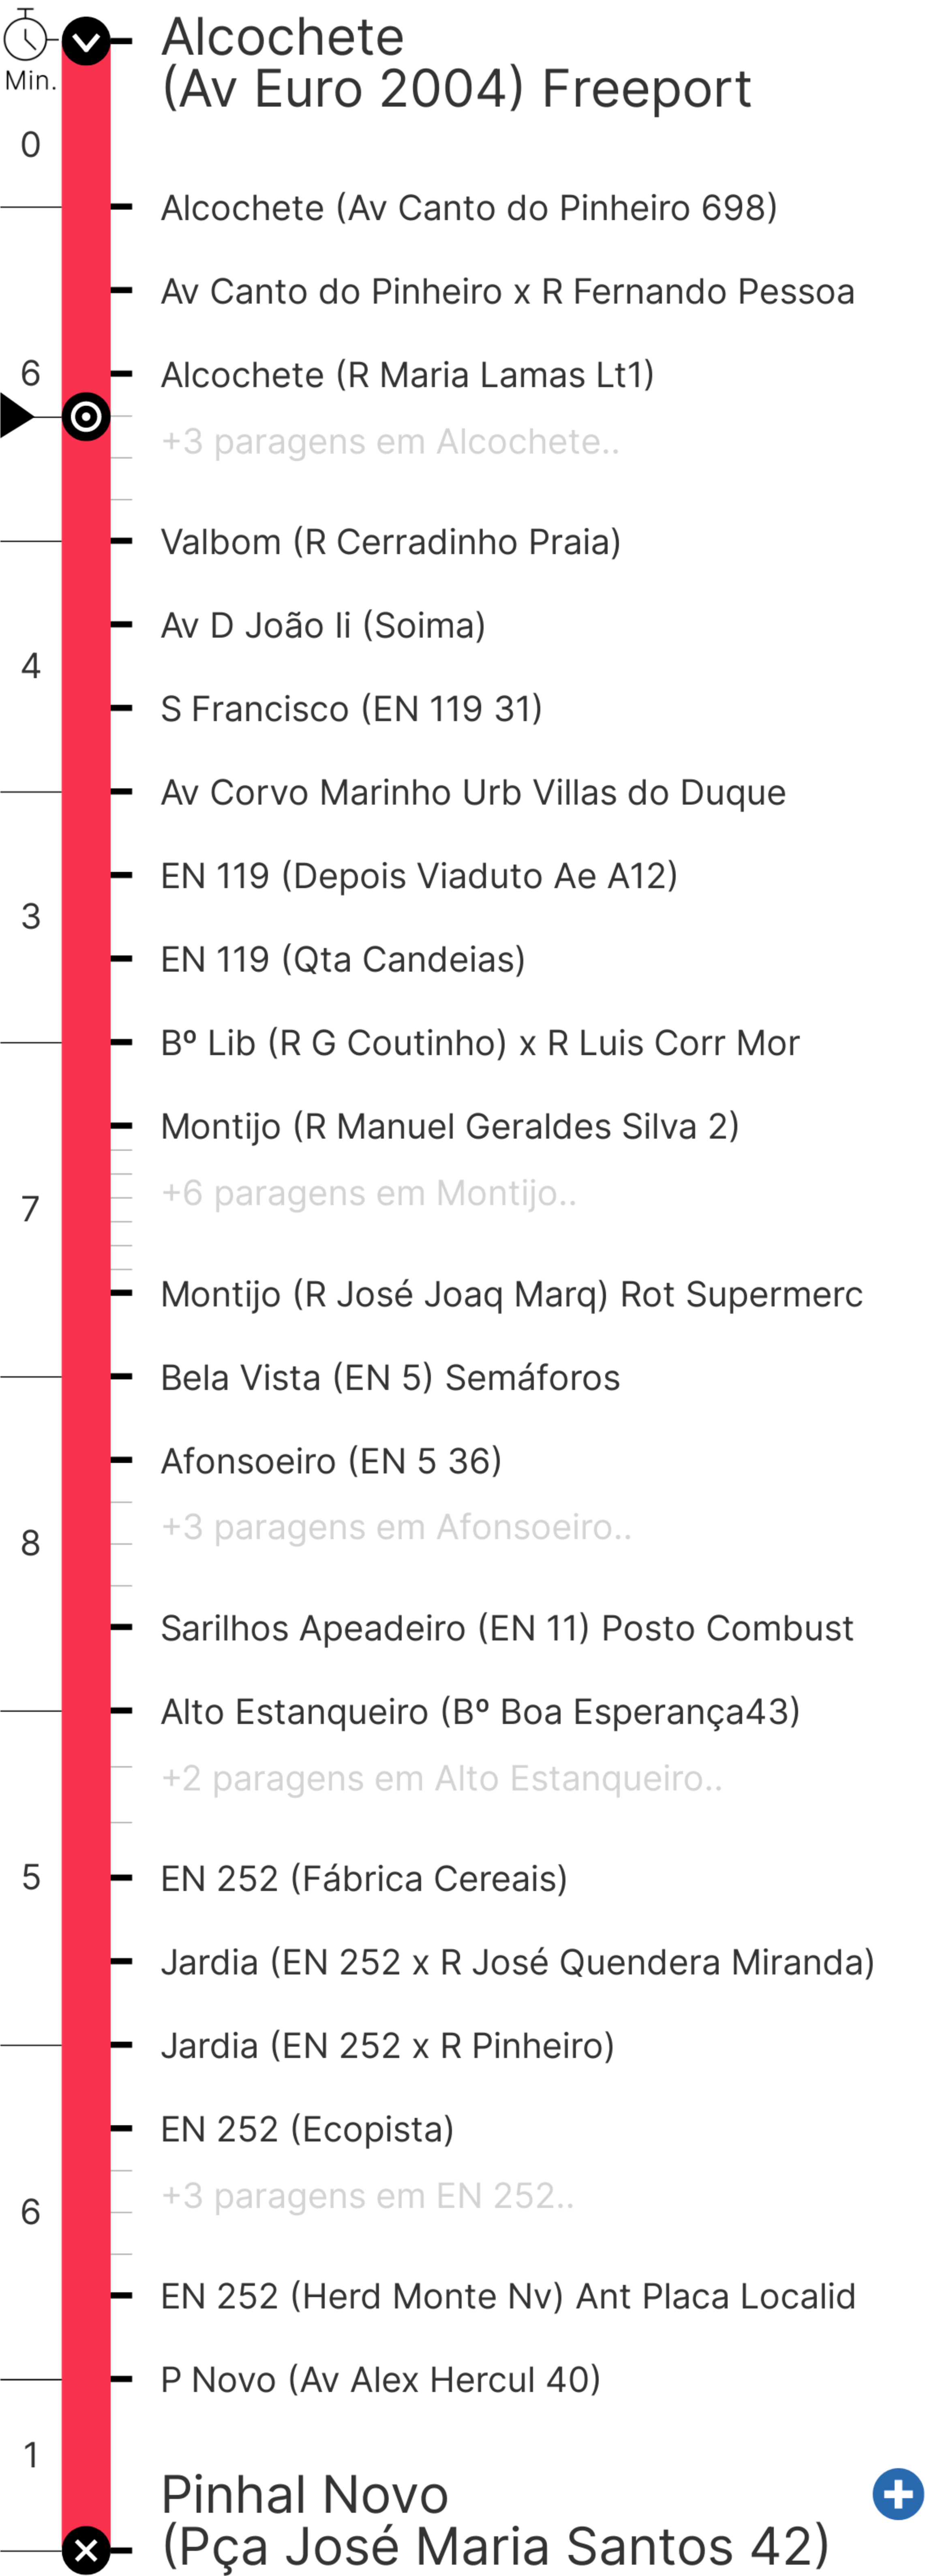 Alcochete
(Av Euro 2004) Freeport
Min.
0
Alcochete (Av Canto do Pinheiro 698)
Av Canto do Pinheiro x R Fernando Pessoa
6
Alcochete (R Maria Lamas Lt1)
+3 paragens em Alcochete..
Valbom (R Cerradinho Praia)
Av D João Ii (Soima)
4
S Francisco (EN 119 31)
Av Corvo Marinho Urb Villas do Duque
EN 119 (Depois Viaduto Ae A12)
3
EN 119 (Qta Candeias)
Bº Lib (R G Coutinho) x R Luis Corr Mor
Montijo (R Manuel Geraldes Silva 2)
+6 paragens em Montijo..
7
Montijo (R José Joaq Marq) Rot Supermerc
Bela Vista (EN 5) Semáforos
Afonsoeiro (EN 5 36)
+3 paragens em Afonsoeiro..
8
Sarilhos Apeadeiro (EN 11) Posto Combust
Alto Estanqueiro (Bº Boa Esperança43)
+2 paragens em Alto Estanqueiro..
5
EN 252 (Fábrica Cereais)
Jardia (EN 252 x R José Quendera Miranda)
Jardia (EN 252 x R Pinheiro)
EN 252 (Ecopista)
+3 paragens em EN 252..
6
EN 252 (Herd Monte Nv) Ant Placa Localid
P Novo (Av Alex Hercul 40)
1
Pinhal Novo
(Pça José Maria Santos 42)